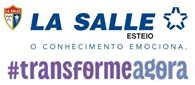 LA SALLE
ESTEIO
O CONHECIMENTO EMOCIONA.
#transformeagora